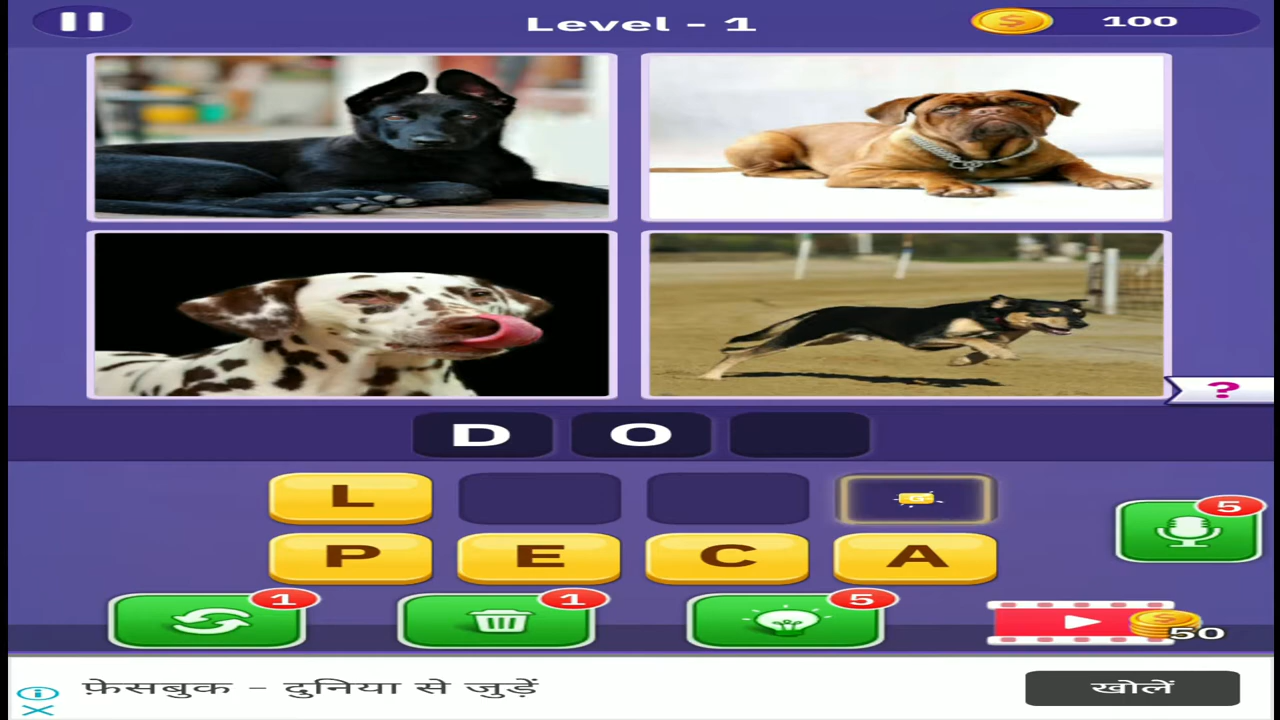 Level - 1
100
?
D O
L G
5
P E C A
1 1 5
50
फ़ेसबुक - दुनिया से जुड़ें
खोलें